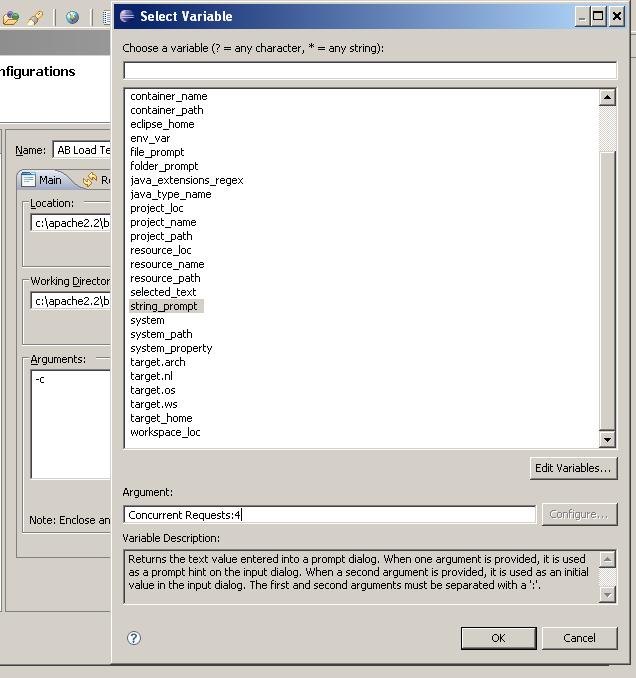 Select Variable
Choose a variable (? = any character, * = any string):
nfigurations
container_name
container_path
eclipse_home
env_var
file_prompt
folder_prompt
java_extensions_regex
java_type_name
project_loc
project_name
project_path
resource_loc
resource_name
resource_path
selected_text
string_prompt
system
system_path
system_property
target.arch
target.nl
target.os
target.ws
target_home
workspace_loc
Name: AB Load Te
Main
R
Location:
c:\apache2.2\b
Working Director
c:\apache2.2\b
Arguments:
-c
Note: Enclose an
Edit Variables...
Argument:
Concurrent Requests:4
Configure...
Variable Description:
Returns the text value entered into a prompt dialog. When one argument is provided, it is used
as a prompt hint on the input dialog. When a second argument is provided, it is used as an initial
value in the input dialog. The first and second arguments must be separated with a ':'.
?
OK
Cancel